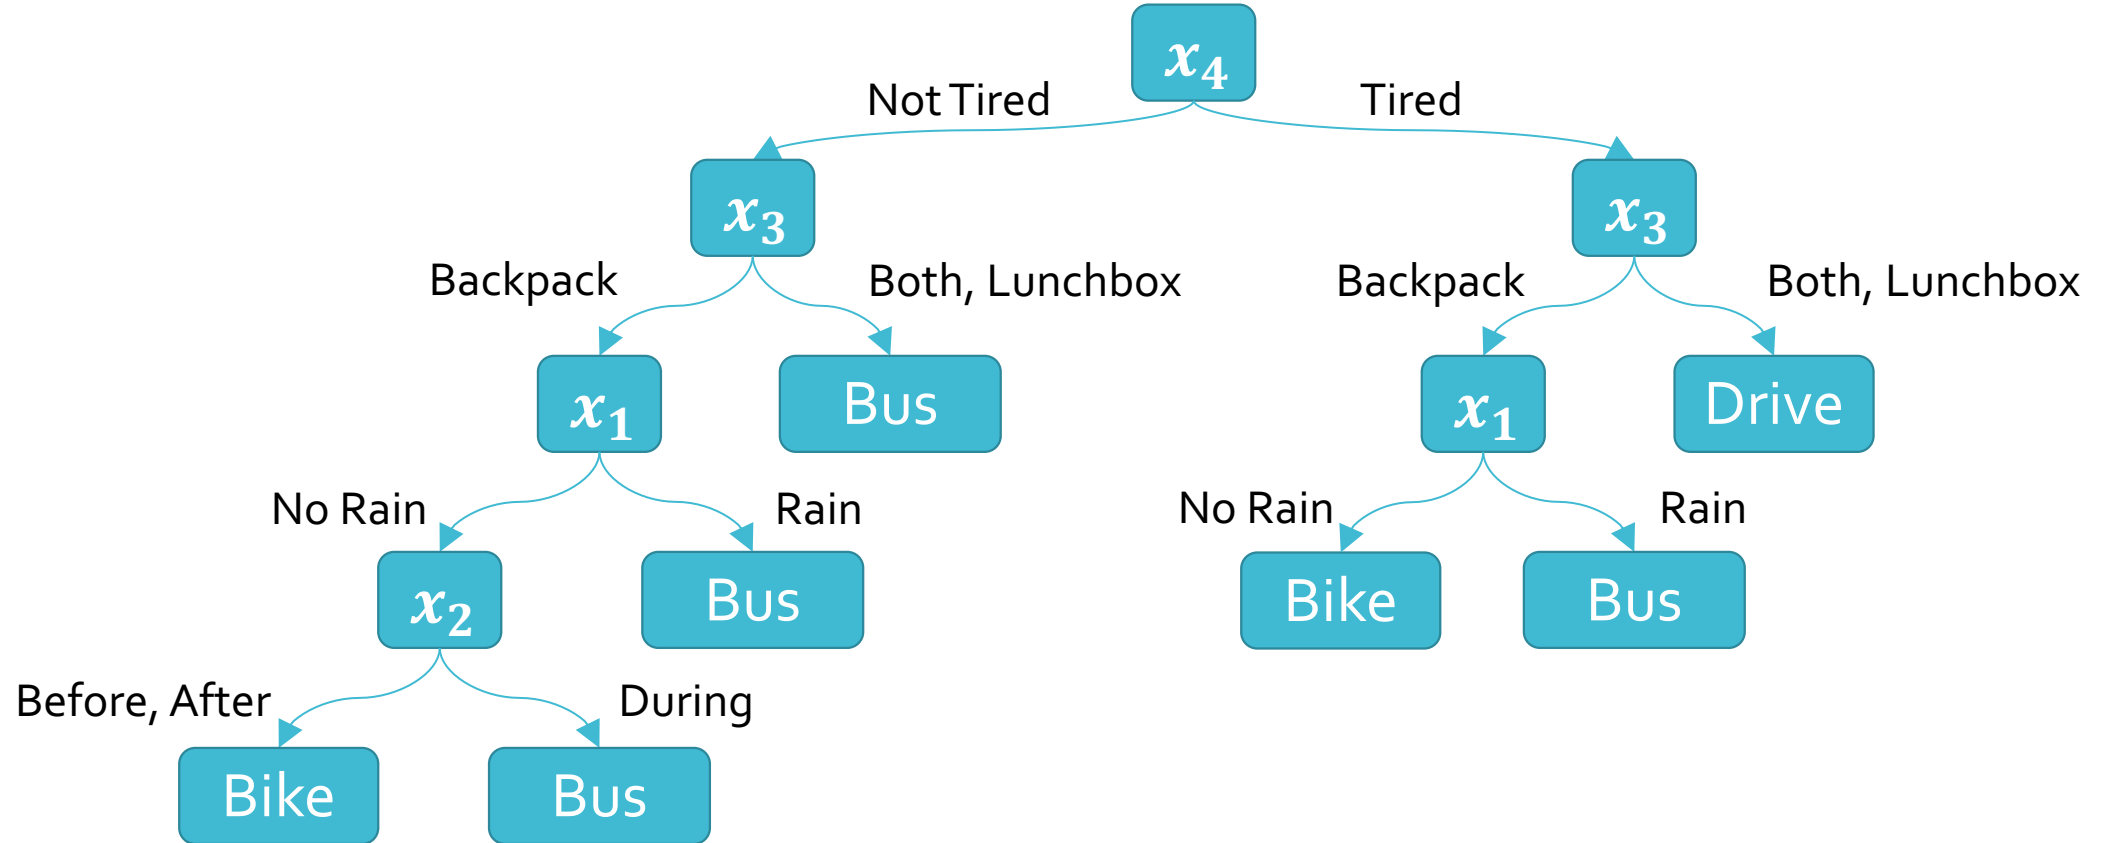 x₄
Not Tired
Tired
x₃
x₃
Backpack
Both, Lunchbox
Backpack
Both, Lunchbox
x₁
Bus
x₁
Drive
No Rain
Rain
No Rain
Rain
x₂
Bus
Bike
Bus
Before, After
During
Bike
Bus